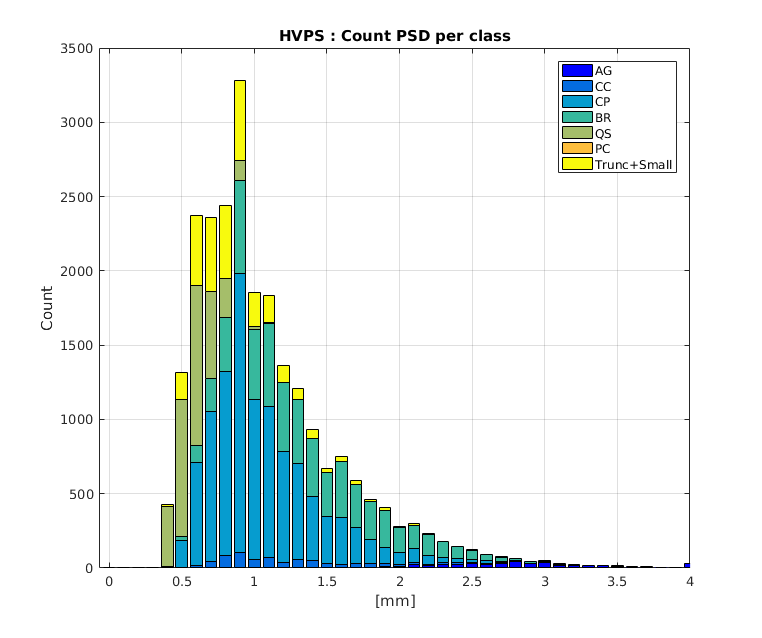 HVPS : Count PSD per class
3500
3000
2500
2000
1500
1000
500
0
Count
AG
CC
CP
BR
QS
PC
Trunc+Small
0 0.5 1 1.5 2 2.5 3 3.5 4
[mm]